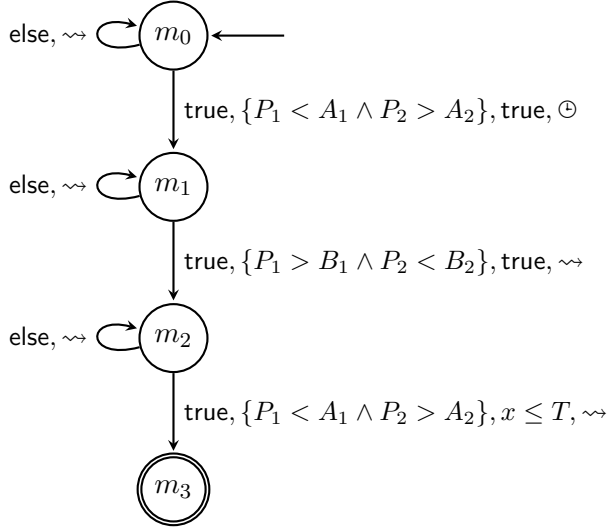 else, ⇝ m₀
true, {P₁ < A₁ ∧ P₂ > A₂}, true, 🕒
else, ⇝ m₁
true, {P₁ > B₁ ∧ P₂ < B₂}, true, ⇝
else, ⇝ m₂
true, {P₁ < A₁ ∧ P₂ > A₂}, x ≤ T, ⇝
m₃